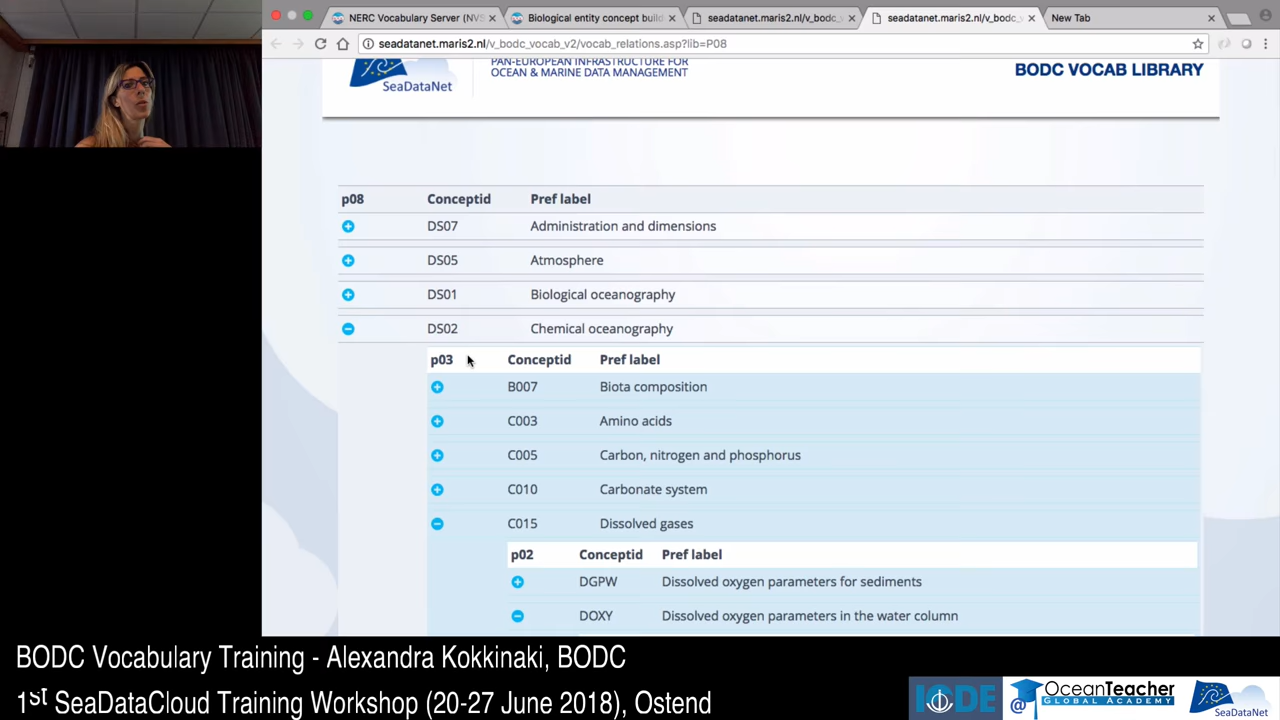 NERC Vocabulary Server (NVS
Biological entity concept build
seadatanet.maris2.nl/v_bodc_v
seadatanet.maris2.nl/v_bodc_
New Tab
seadatanet.maris2.nl/v_bodc_vocab_v2/vocab_relations.asp?lib=P08
SeaDataNet
PAN-EUROPEAN INFRASTRUCTURE FOR
OCEAN & MARINE DATA MANAGEMENT
BODC VOCAB LIBRARY
p08 Conceptid Pref label
DS07 Administration and dimensions
DS05 Atmosphere
DS01 Biological oceanography
DS02 Chemical oceanography
p03 Conceptid Pref label
B007 Biota composition
C003 Amino acids
C005 Carbon, nitrogen and phosphorus
C010 Carbonate system
C015 Dissolved gases
p02 Conceptid Pref label
DGPW Dissolved oxygen parameters for sediments
DOXY Dissolved oxygen parameters in the water column
BODC Vocabulary Training - Alexandra Kokkinaki, BODC
1st SeaDataCloud Training Workshop (20-27 June 2018), Ostend
IODE
@ OceanTeacher
GLOBAL ACADEMY
SeaDataNet